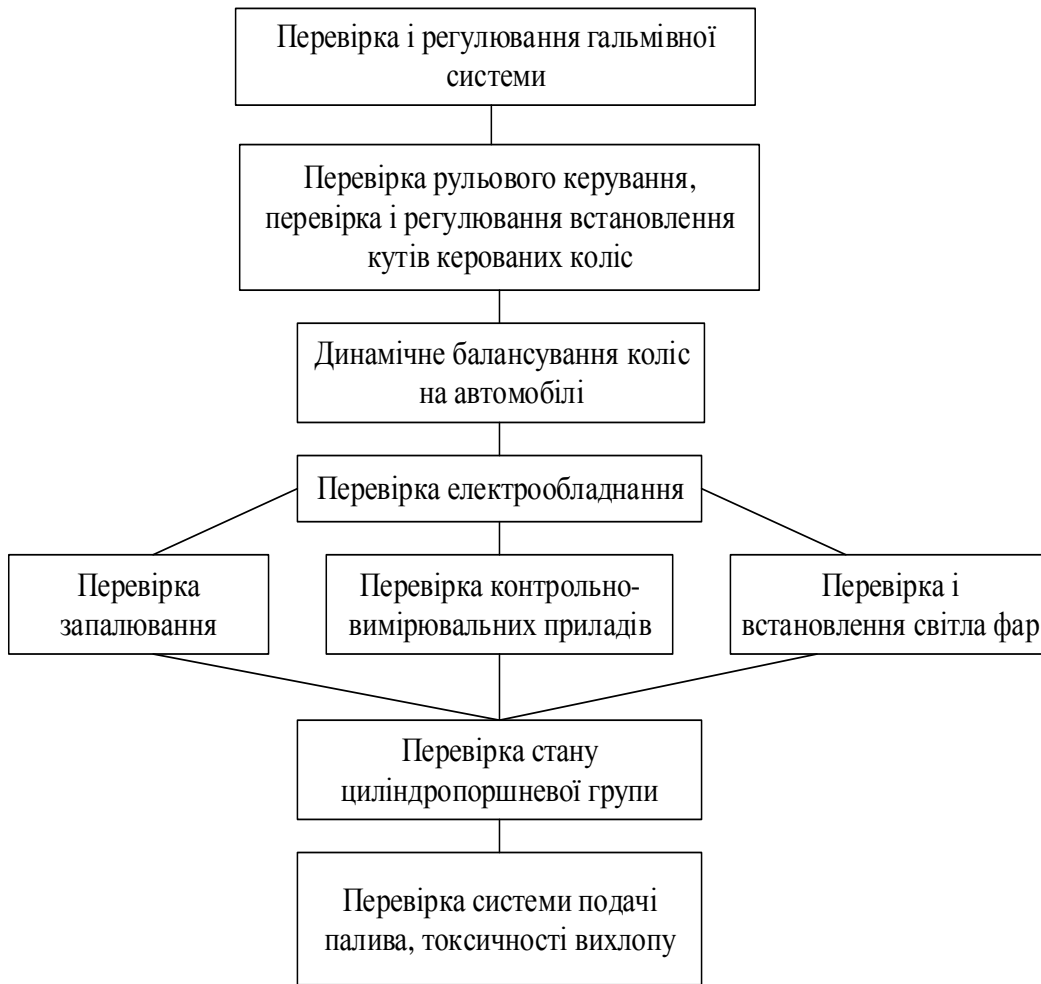 Перевірка і регулювання гальмівної
системи
Перевірка рульового керування,
перевірка і регулювання встановлення
кутів керованих коліс
Динамічне балансування коліс
на автомобілі
Перевірка електрообладнання
Перевірка
запалювання
Перевірка контрольно-
вимірювальних приладів
Перевірка і
встановлення світла фар
Перевірка стану
циліндропоршневої групи
Перевірка системи подачі
палива, токсичності вихлопу